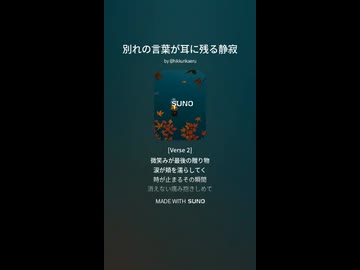 別れの言葉が耳に残る静寂
by @hikkurikaeru
SUNO
[Verse 2]
微笑みが最後の贈り物
涙が頬を濡らしてく
時が止まるその瞬間
消えない痛み抱きしめて
MADE WITH SUNO